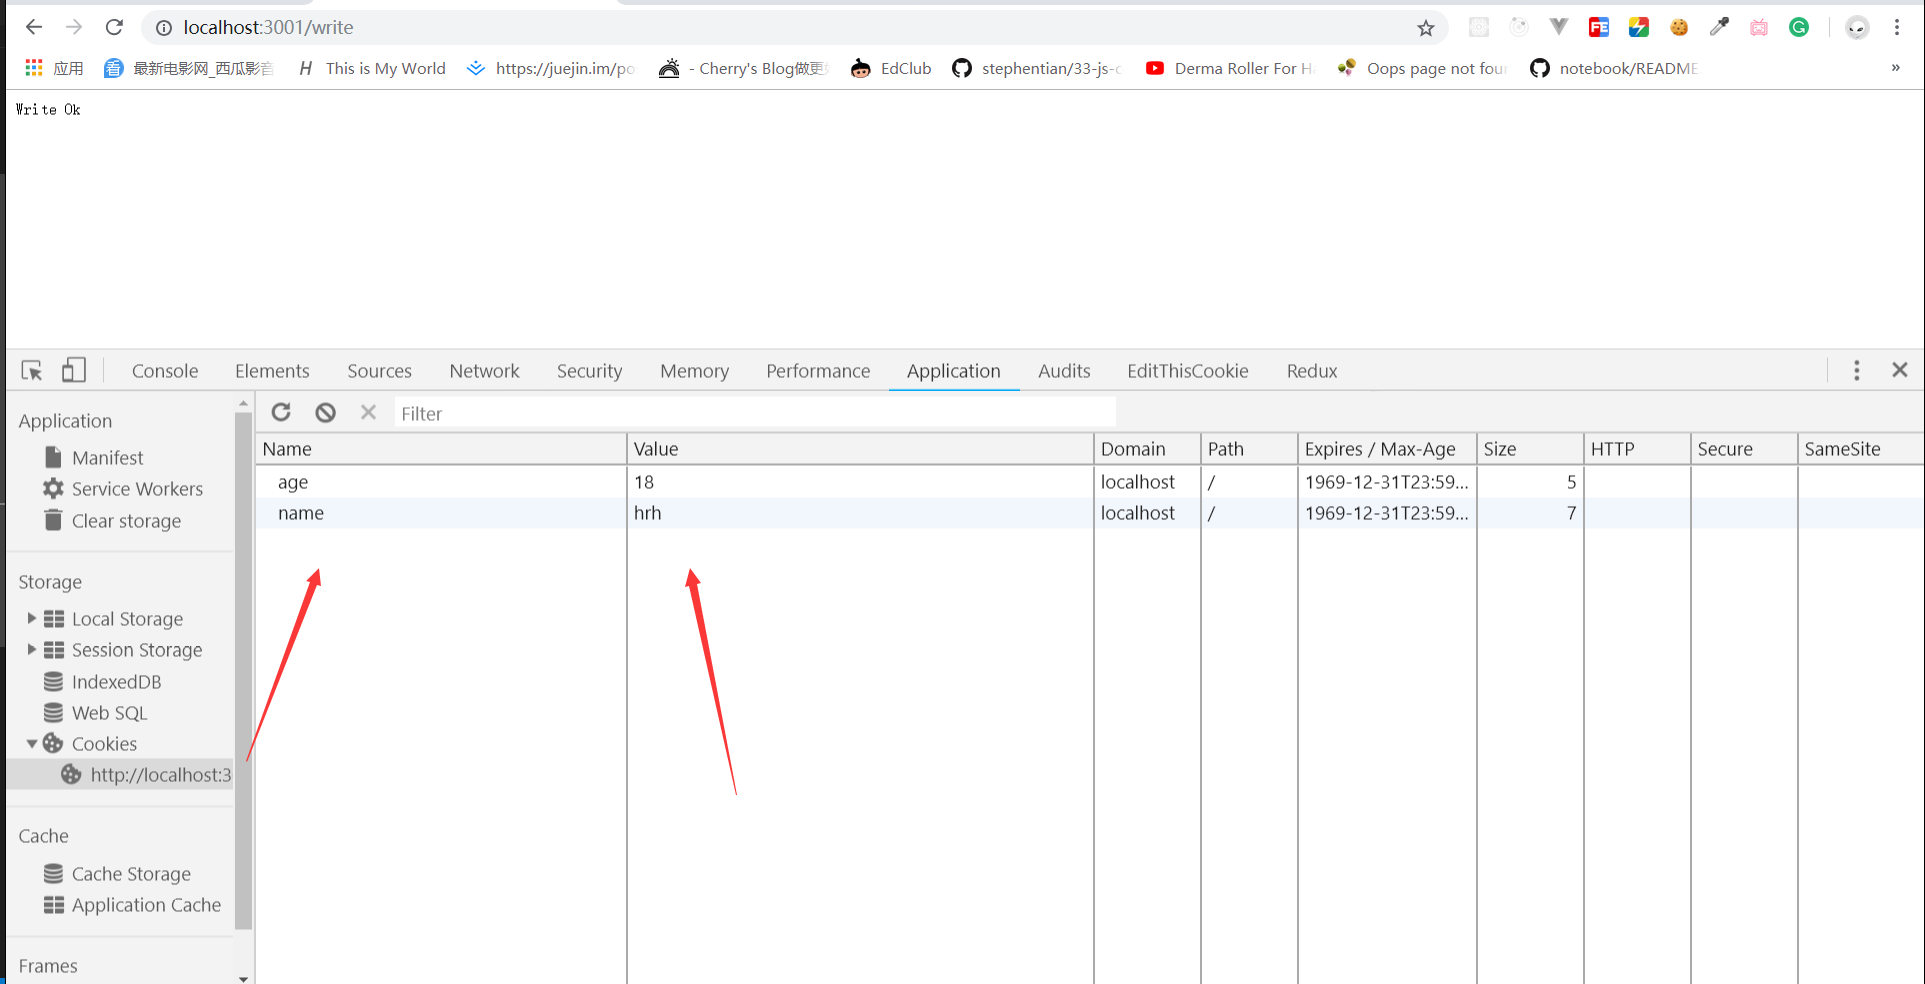 localhost:3001/write
应用 最新电影网_西瓜影音 H This is My World https://juejin.im/po - Cherry's Blog做更 EdClub stephentian/33-js-c Derma Roller For H Oops page not four notebook/README »
Write Ok
Console Elements Sources Network Security Memory Performance Application Audits EditThisCookie Redux
Application
Manifest
Service Workers
Clear storage
Storage
Local Storage
Session Storage
IndexedDB
Web SQL
Cookies
http://localhost:3
Cache
Cache Storage
Application Cache
Frames
Filter
Name Value Domain Path Expires / Max-Age Size HTTP Secure SameSite
age 18 localhost / 1969-12-31T23:59... 5
name hrh localhost / 1969-12-31T23:59... 7